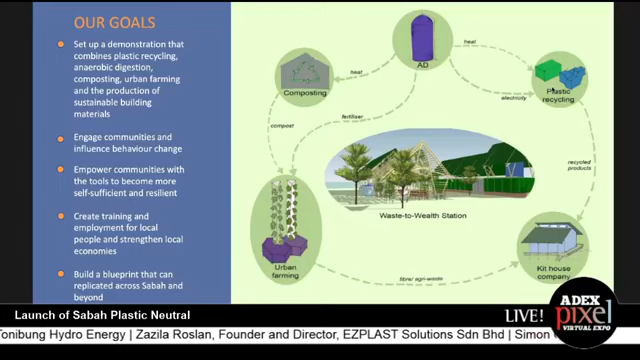 OUR GOALS
Set up a demonstration that
combines plastic recycling,
anaerobic digestion,
composting, urban farming
and the production of
sustainable building
materials
Engage communities and
influence behaviour change
Empower communities with
the tools to become more
self-sufficient and resilient
Create training and
employment for local
people and strengthen local
economies
Build a blueprint that can
replicated across Sabah and
beyond
AD
heat
heat
Composting
Plastic
recycling
electricity
fertiliser
compost
recycled
products
Waste-to-Wealth Station
Urban
farming
fibre/ agri-waste
Kit house
company
Launch of Sabah Plastic Neutral
LIVE!
ADEX
pixel
VIRTUAL EXPO
Tonibung Hydro Energy | Zazila Roslan, Founder and Director, EZPLAST Solutions Sdn Bhd | Simon